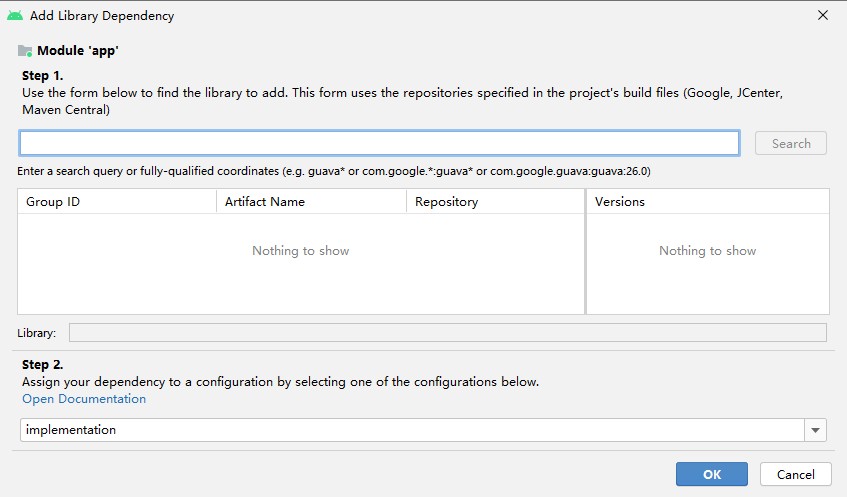 Add Library Dependency
Module 'app'
Step 1.
Use the form below to find the library to add. This form uses the repositories specified in the project's build files (Google, JCenter,
Maven Central)
Search
Enter a search query or fully-qualified coordinates (e.g. guava* or com.google.*:guava* or com.google.guava:guava:26.0)
Group ID Artifact Name Repository Versions
Nothing to show Nothing to show
Library:
Step 2.
Assign your dependency to a configuration by selecting one of the configurations below.
Open Documentation
implementation
OK Cancel